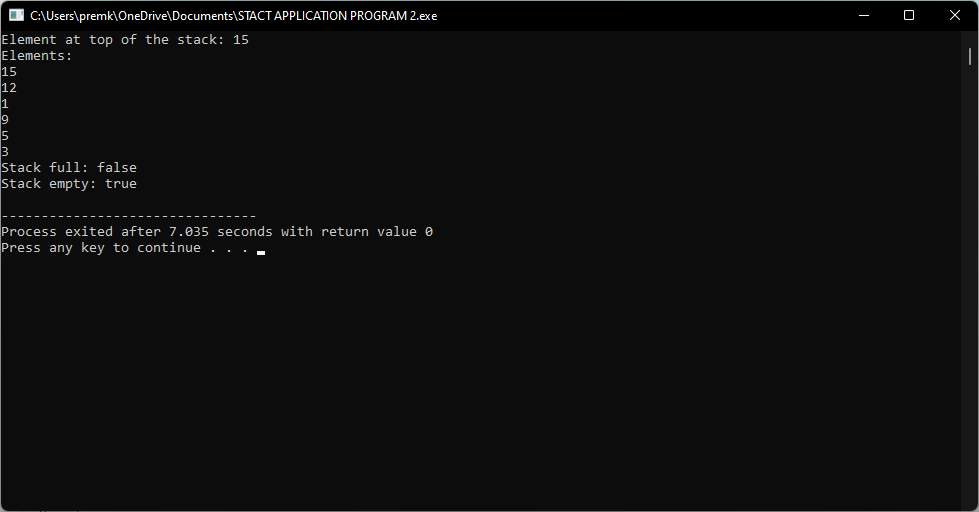 C:\Users\premk\OneDrive\Documents\STACT APPLICATION PROGRAM 2.exe
Element at top of the stack: 15
Elements:
15
12
1
9
5
3
Stack full: false
Stack empty: true
--------------------------------
Process exited after 7.035 seconds with return value 0
Press any key to continue . . .